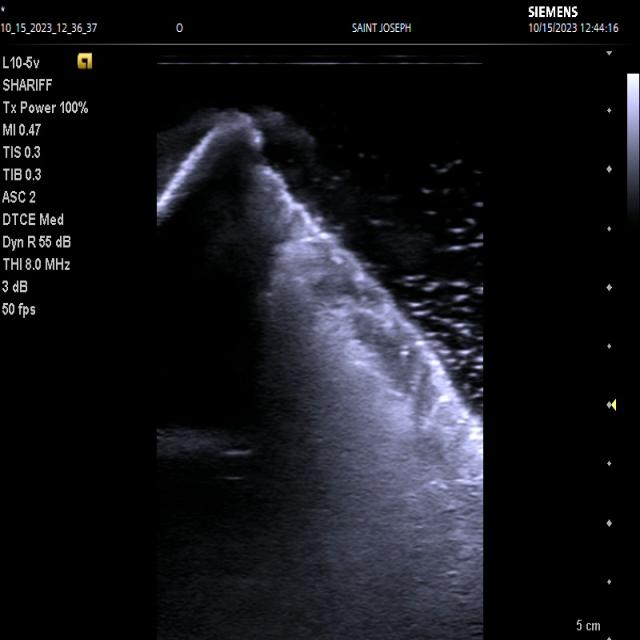 *
SIEMENS
10_15_2023_12_36_37 O SAINT JOSEPH 10/15/2023 12:44:16
L10-5v
SHARIFF
Tx Power 100%
MI 0.47
TIS 0.3
TIB 0.3
ASC 2
DTCE Med
Dyn R 55 dB
THI 8.0 MHz
3 dB
50 fps
5 cm